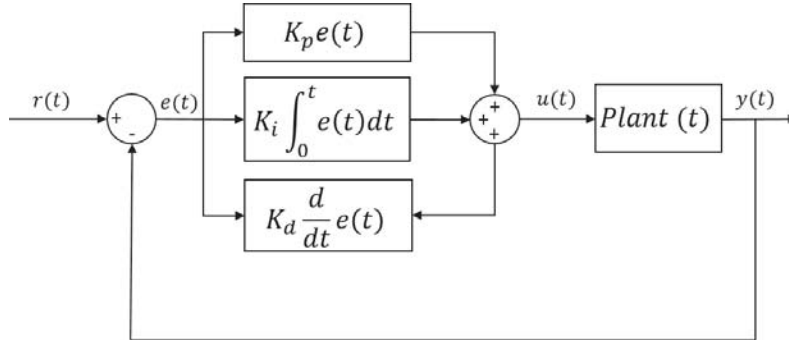 K_p e(t)
r(t)
+
-
e(t)
K_i ∫_0^t e(t)dt
+
+
+
+
u(t)
Plant (t)
y(t)
K_d d/dt e(t)